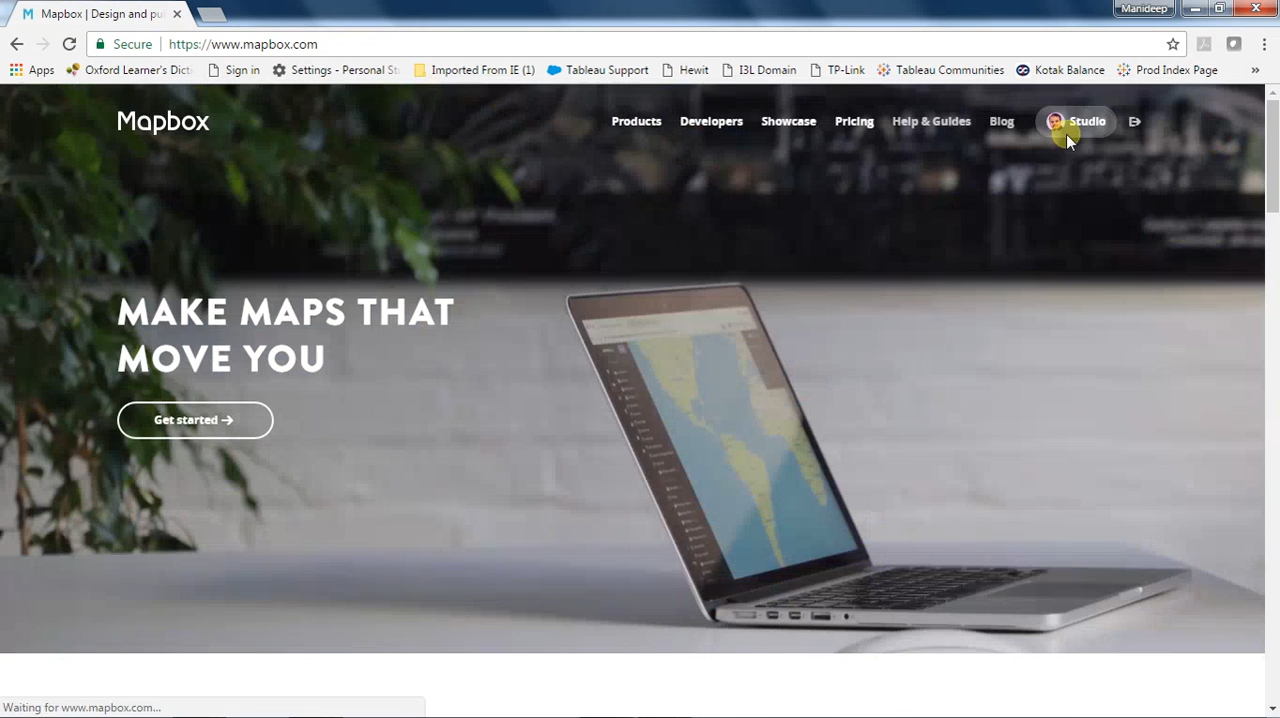 Mapbox | Design and pu
Manideep
Secure
https://www.mapbox.com
Apps
Oxford Learner's Dict
Sign in
Settings - Personal St
Imported From IE (1)
Tableau Support
Hewit
I3L Domain
TP-Link
Tableau Communities
Kotak Balance
Prod Index Page
»
Mapbox
Products
Developers
Showcase
Pricing
Help & Guides
Blog
Studio
MAKE MAPS THAT
MOVE YOU
Get started →
Waiting for www.mapbox.com...